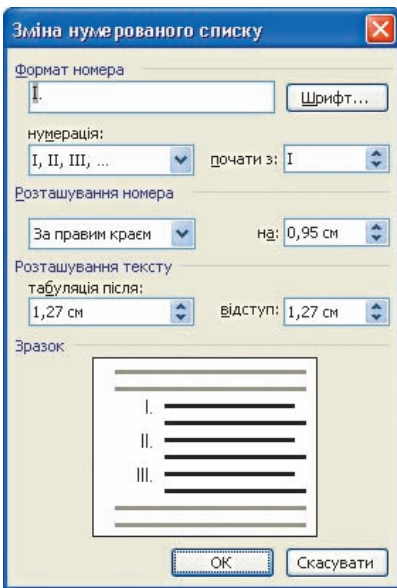 Зміна нумерованого списку
Формат номера
I.
Шрифт...
нумерація:
I, II, III, ...
почати з: I
Розташування номера
За правим краєм
на: 0,95 см
Розташування тексту
табуляція після:
1,27 см
відступ: 1,27 см
Зразок
I.
II.
III.
ОК
Скасувати